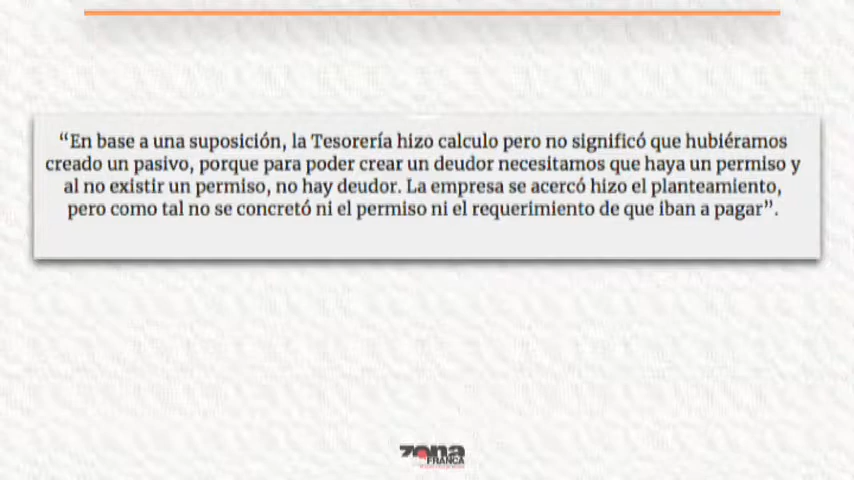 “En base a una suposición, la Tesorería hizo calculo pero no significó que hubiéramos
creado un pasivo, porque para poder crear un deudor necesitamos que haya un permiso y
al no existir un permiso, no hay deudor. La empresa se acercó hizo el planteamiento,
pero como tal no se concretó ni el permiso ni el requerimiento de que iban a pagar”.
zona
FRANCA